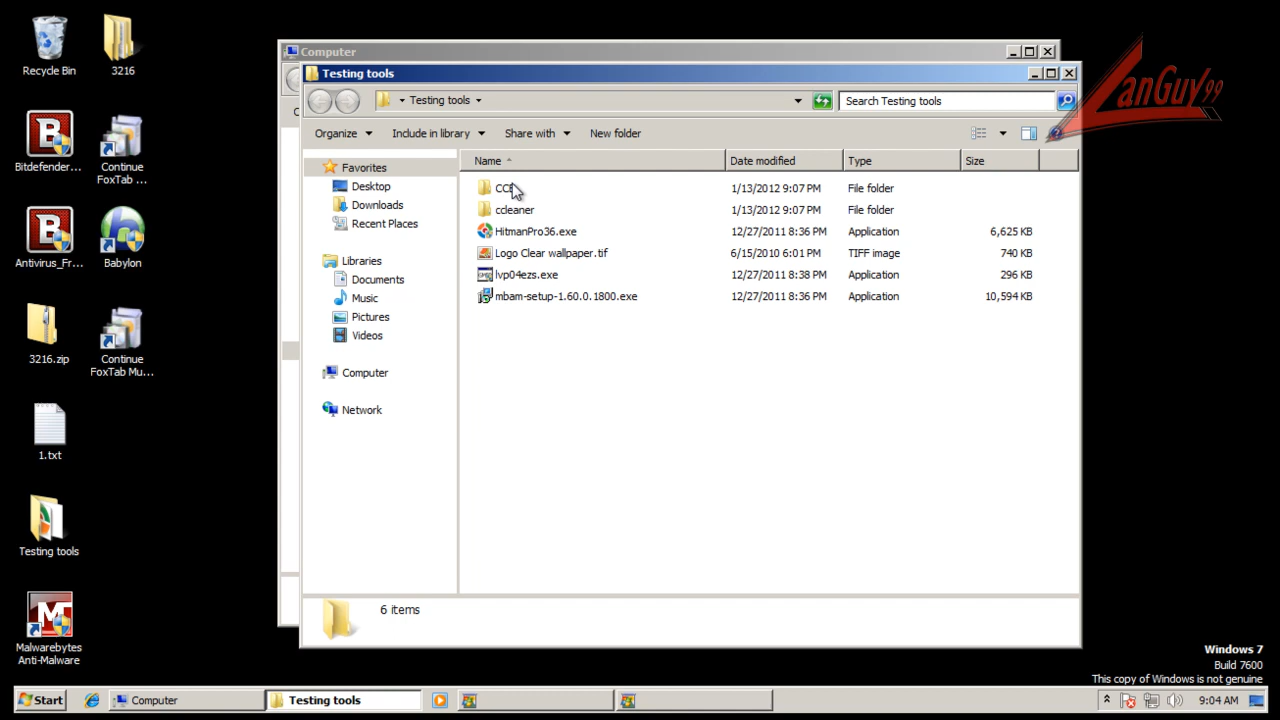 Recycle Bin
3216
Bitdefender...
Continue
FoxTab ...
Antivirus_Fr...
Babylon
3216.zip
Continue
FoxTab Mu...
1.txt
Testing tools
Malwarebytes
Anti-Malware
Computer
Testing tools
Testing tools
Search Testing tools
Organize
Include in library
Share with
New folder
Favorites
Desktop
Downloads
Recent Places
Libraries
Documents
Music
Pictures
Videos
Computer
Network
Name Date modified Type Size
1/13/2012 9:07 PM File folder
ccleaner 1/13/2012 9:07 PM File folder
HitmanPro36.exe 12/27/2011 8:36 PM Application 6,625 KB
Logo Clear wallpaper.tif 6/15/2010 6:01 PM TIFF image 740 KB
lvp04ezs.exe 12/27/2011 8:38 PM Application 296 KB
mbam-setup-1.60.0.1800.exe 12/27/2011 8:36 PM Application 10,594 KB
6 items
LanGuy99
Windows 7
Build 7600
This copy of Windows is not genuine
Start
Computer
Testing tools
9:04 AM